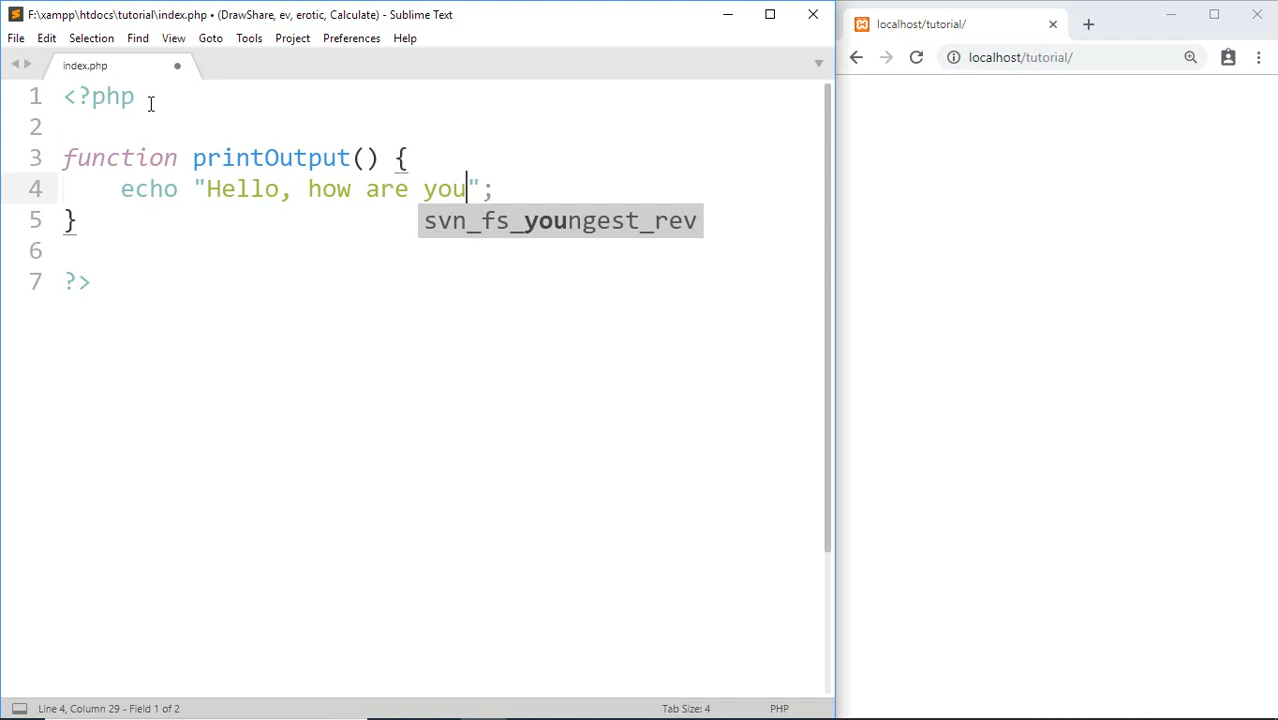 F:\xampp\htdocs\tutorial\index.php • (DrawShare, ev, erotic, Calculate) - Sublime Text
File Edit Selection Find View Goto Tools Project Preferences Help
index.php
1 <?php
2
3 function printOutput() {
4 echo "Hello, how are you";
svn_fs_youngest_rev
5 }
6
7 ?>
Line 4, Column 29 - Field 1 of 2
Tab Size: 4
PHP
localhost/tutorial/
localhost/tutorial/